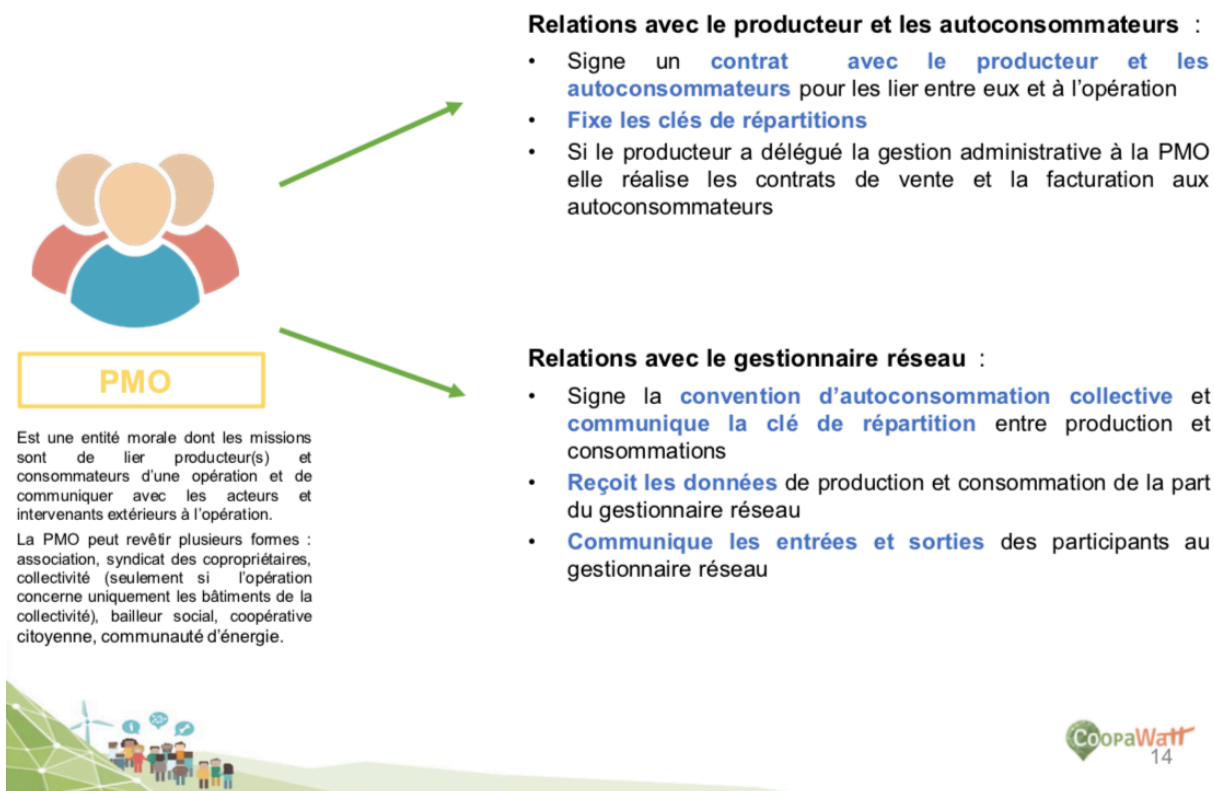 Relations avec le producteur et les autoconsommateurs :
• Signe un contrat avec le producteur et les
autoconsommateurs pour les lier entre eux et à l’opération
• Fixe les clés de répartitions
• Si le producteur a délégué la gestion administrative à la PMO
elle réalise les contrats de vente et la facturation aux
autoconsommateurs
PMO
Est une entité morale dont les missions
sont de lier producteur(s) et
consommateurs d’une opération et de
communiquer avec les acteurs et
intervenants extérieurs à l’opération.
La PMO peut revêtir plusieurs formes :
association, syndicat des copropriétaires,
collectivité (seulement si l’opération
concerne uniquement les bâtiments de la
collectivité), bailleur social, coopérative
citoyenne, communauté d’énergie.
Relations avec le gestionnaire réseau :
• Signe la convention d’autoconsommation collective et
communique la clé de répartition entre production et
consommations
• Reçoit les données de production et consommation de la part
du gestionnaire réseau
• Communique les entrées et sorties des participants au
gestionnaire réseau
CoopaWatt
14